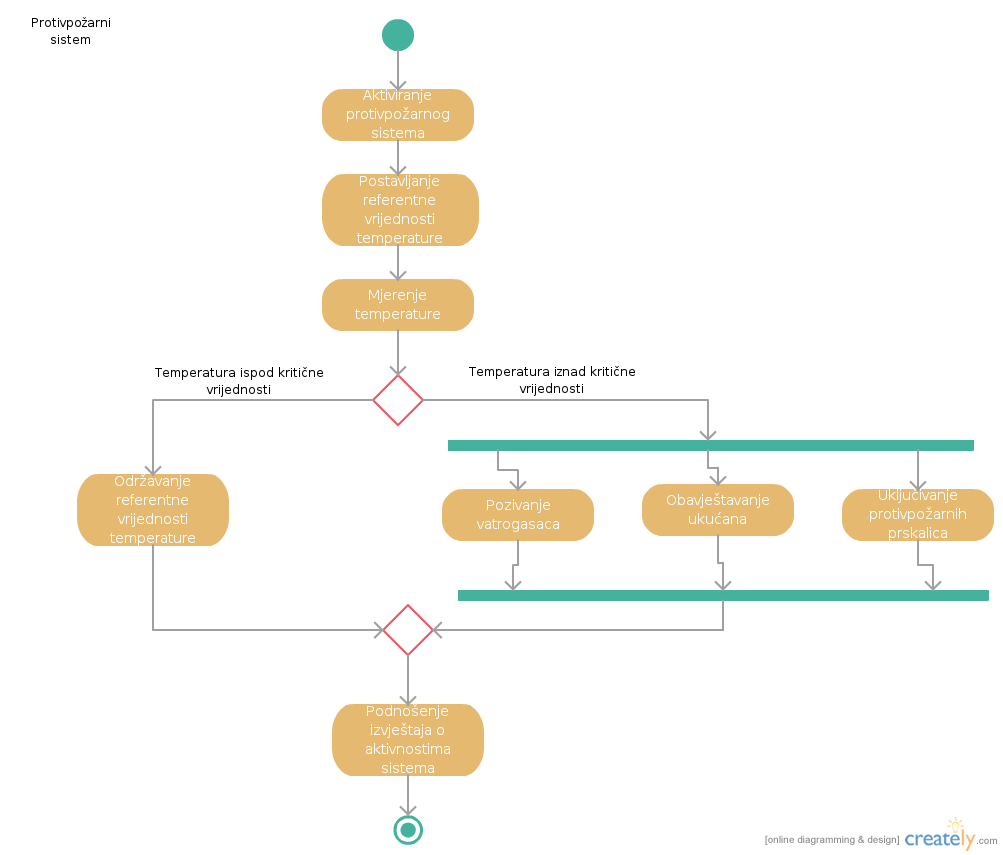 Protivpožarni
sistem
Aktiviranje
protivpožarnog
sistema
Postavljanje
referentne
vrijednosti
temperature
Mjerenje
temperature
Temperatura ispod kritične
vrijednosti
Temperatura iznad kritične
vrijednosti
Održavanje
referentne
vrijednosti
temperature
Pozivanje
vatrogasaca
Obavještavanje
ukućana
Uključivanje
protivpožarnih
prskalica
Podnošenje
izvještaja o
aktivnostima
sistema
[online diagramming & design] creately.com